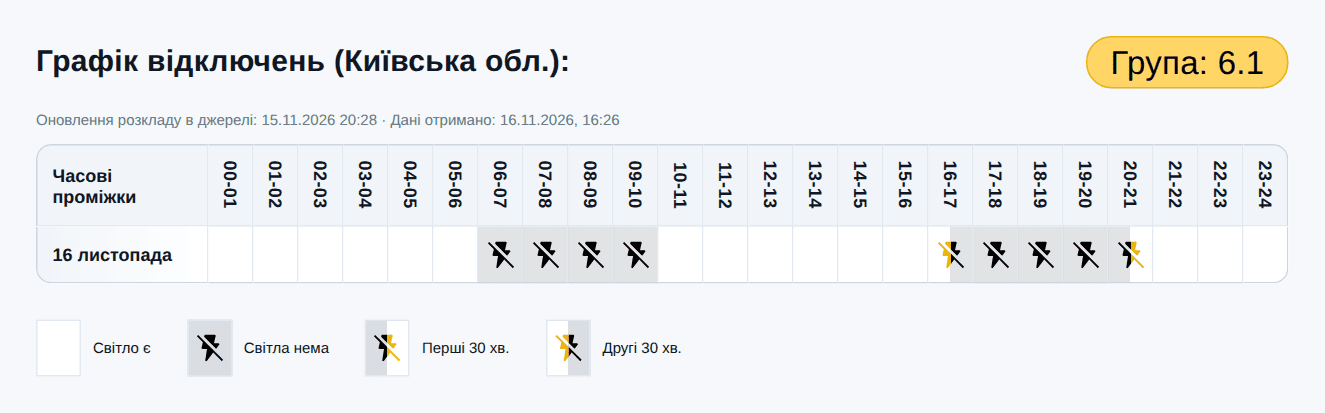 Графік відключень (Київська обл.):
Група: 6.1
Оновлення розкладу в джерелі: 15.11.2026 20:28 · Дані отримано: 16.11.2026, 16:26
Часові
проміжки
00-01
01-02
02-03
03-04
04-05
05-06
06-07
07-08
08-09
09-10
10-11
11-12
12-13
13-14
14-15
15-16
16-17
17-18
18-19
19-20
20-21
21-22
22-23
23-24
16 листопада
Світло є
Світла нема
Перші 30 хв.
Другі 30 хв.